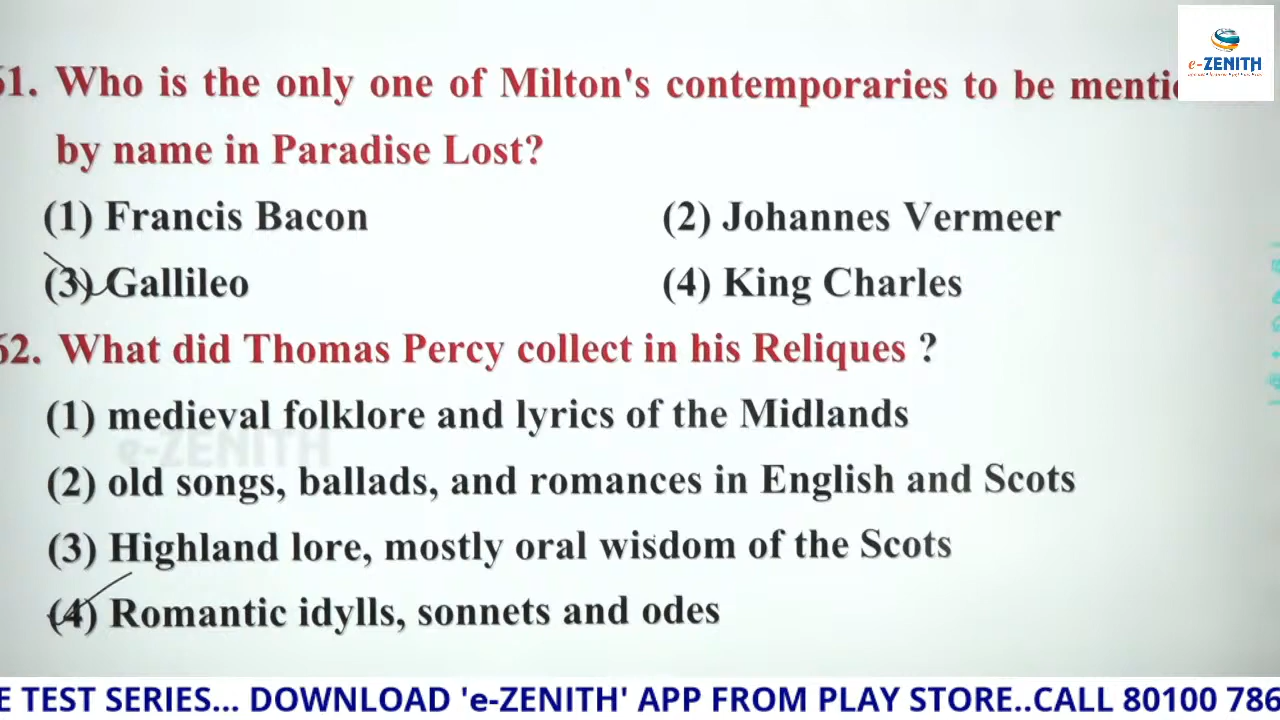 e-ZENITH
51. Who is the only one of Milton's contemporaries to be
by name in Paradise Lost?
(1) Francis Bacon (2) Johannes Vermeer
(3) Gallileo (4) King Charles
52. What did Thomas Percy collect in his Reliques ?
(1) medieval folklore and lyrics of the Midlands
e-ZENITH
(2) old songs, ballads, and romances in English and Scots
(3) Highland lore, mostly oral wisdom of the Scots
(4) Romantic idylls, sonnets and odes
E TEST SERIES... DOWNLOAD 'e-ZENITH' APP FROM PLAY STORE..CALL 80100 786